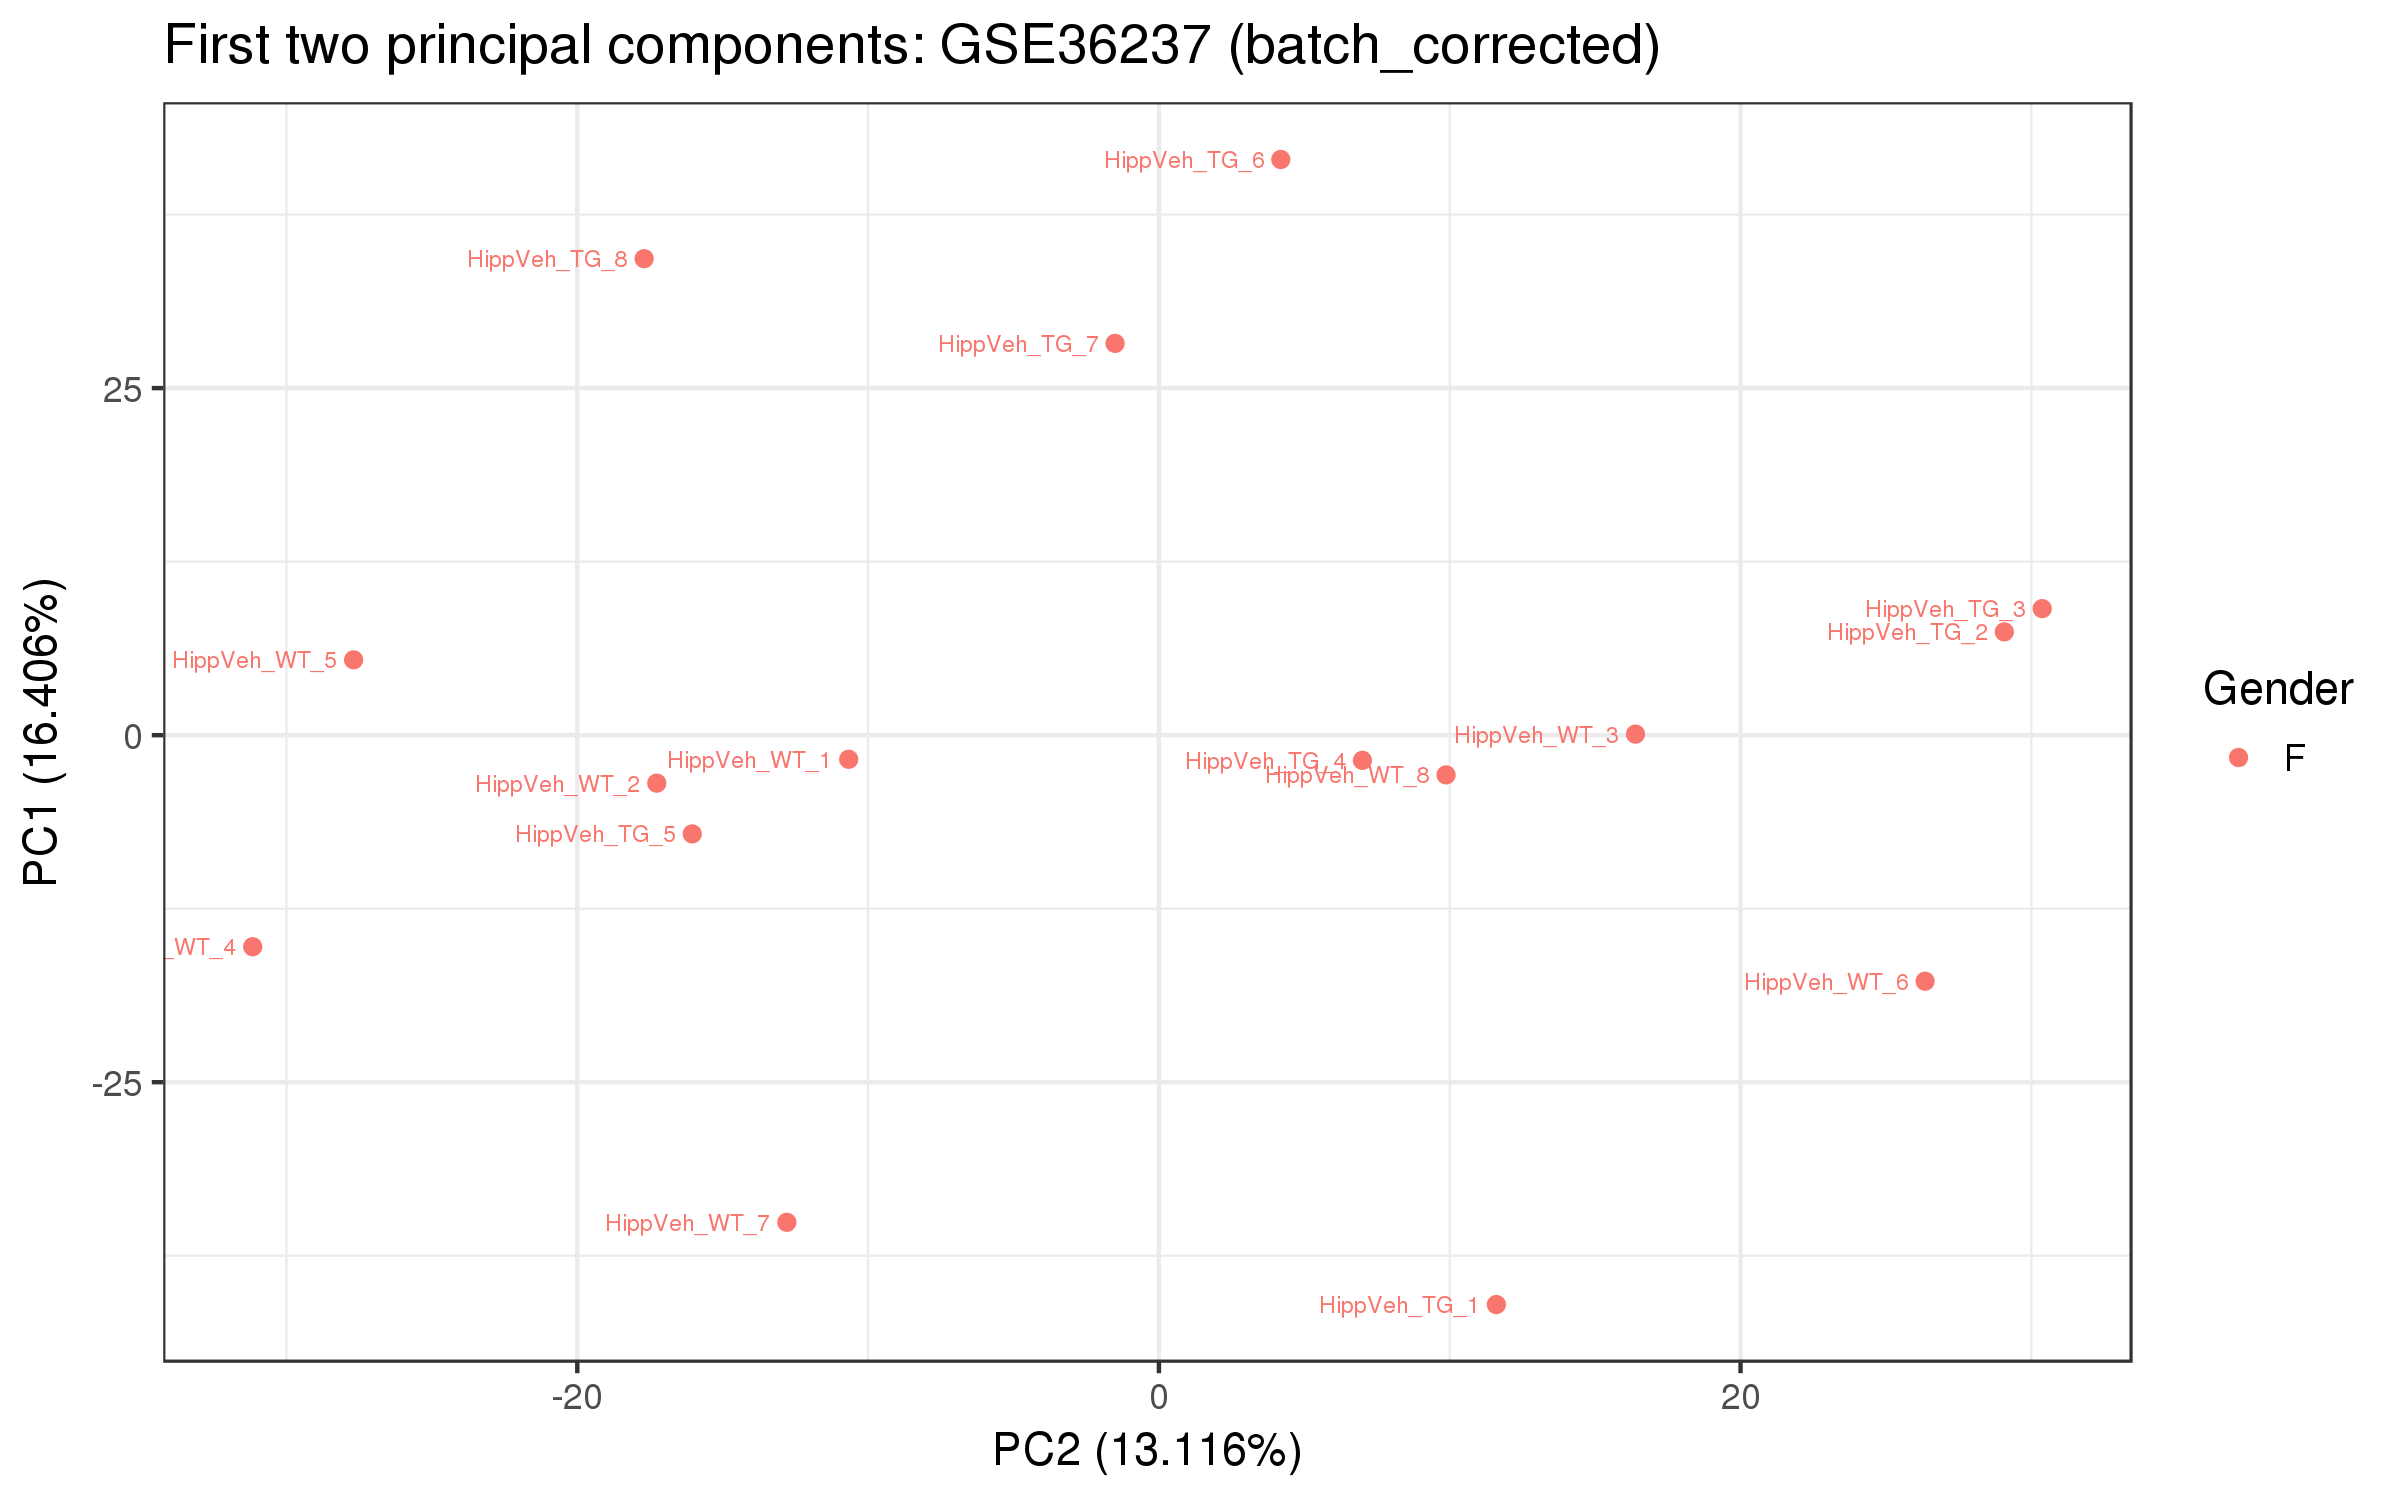 First two principal components: GSE36237 (batch_corrected)
HippVeh_TG_6
HippVeh_TG_8
HippVeh_TG_7
25
HippVeh_TG_3
HippVeh_TG_2
HippVeh_WT_5
0
HippVeh_WT_3
HippVeh_WT_1
HippVeh_TG_4
HippVeh_WT_8
HippVeh_WT_2
HippVeh_TG_5
_WT_4
HippVeh_WT_6
-25
HippVeh_WT_7
HippVeh_TG_1
-20
0
20
PC2 (13.116%)
PC1 (16.406%)
Gender
F